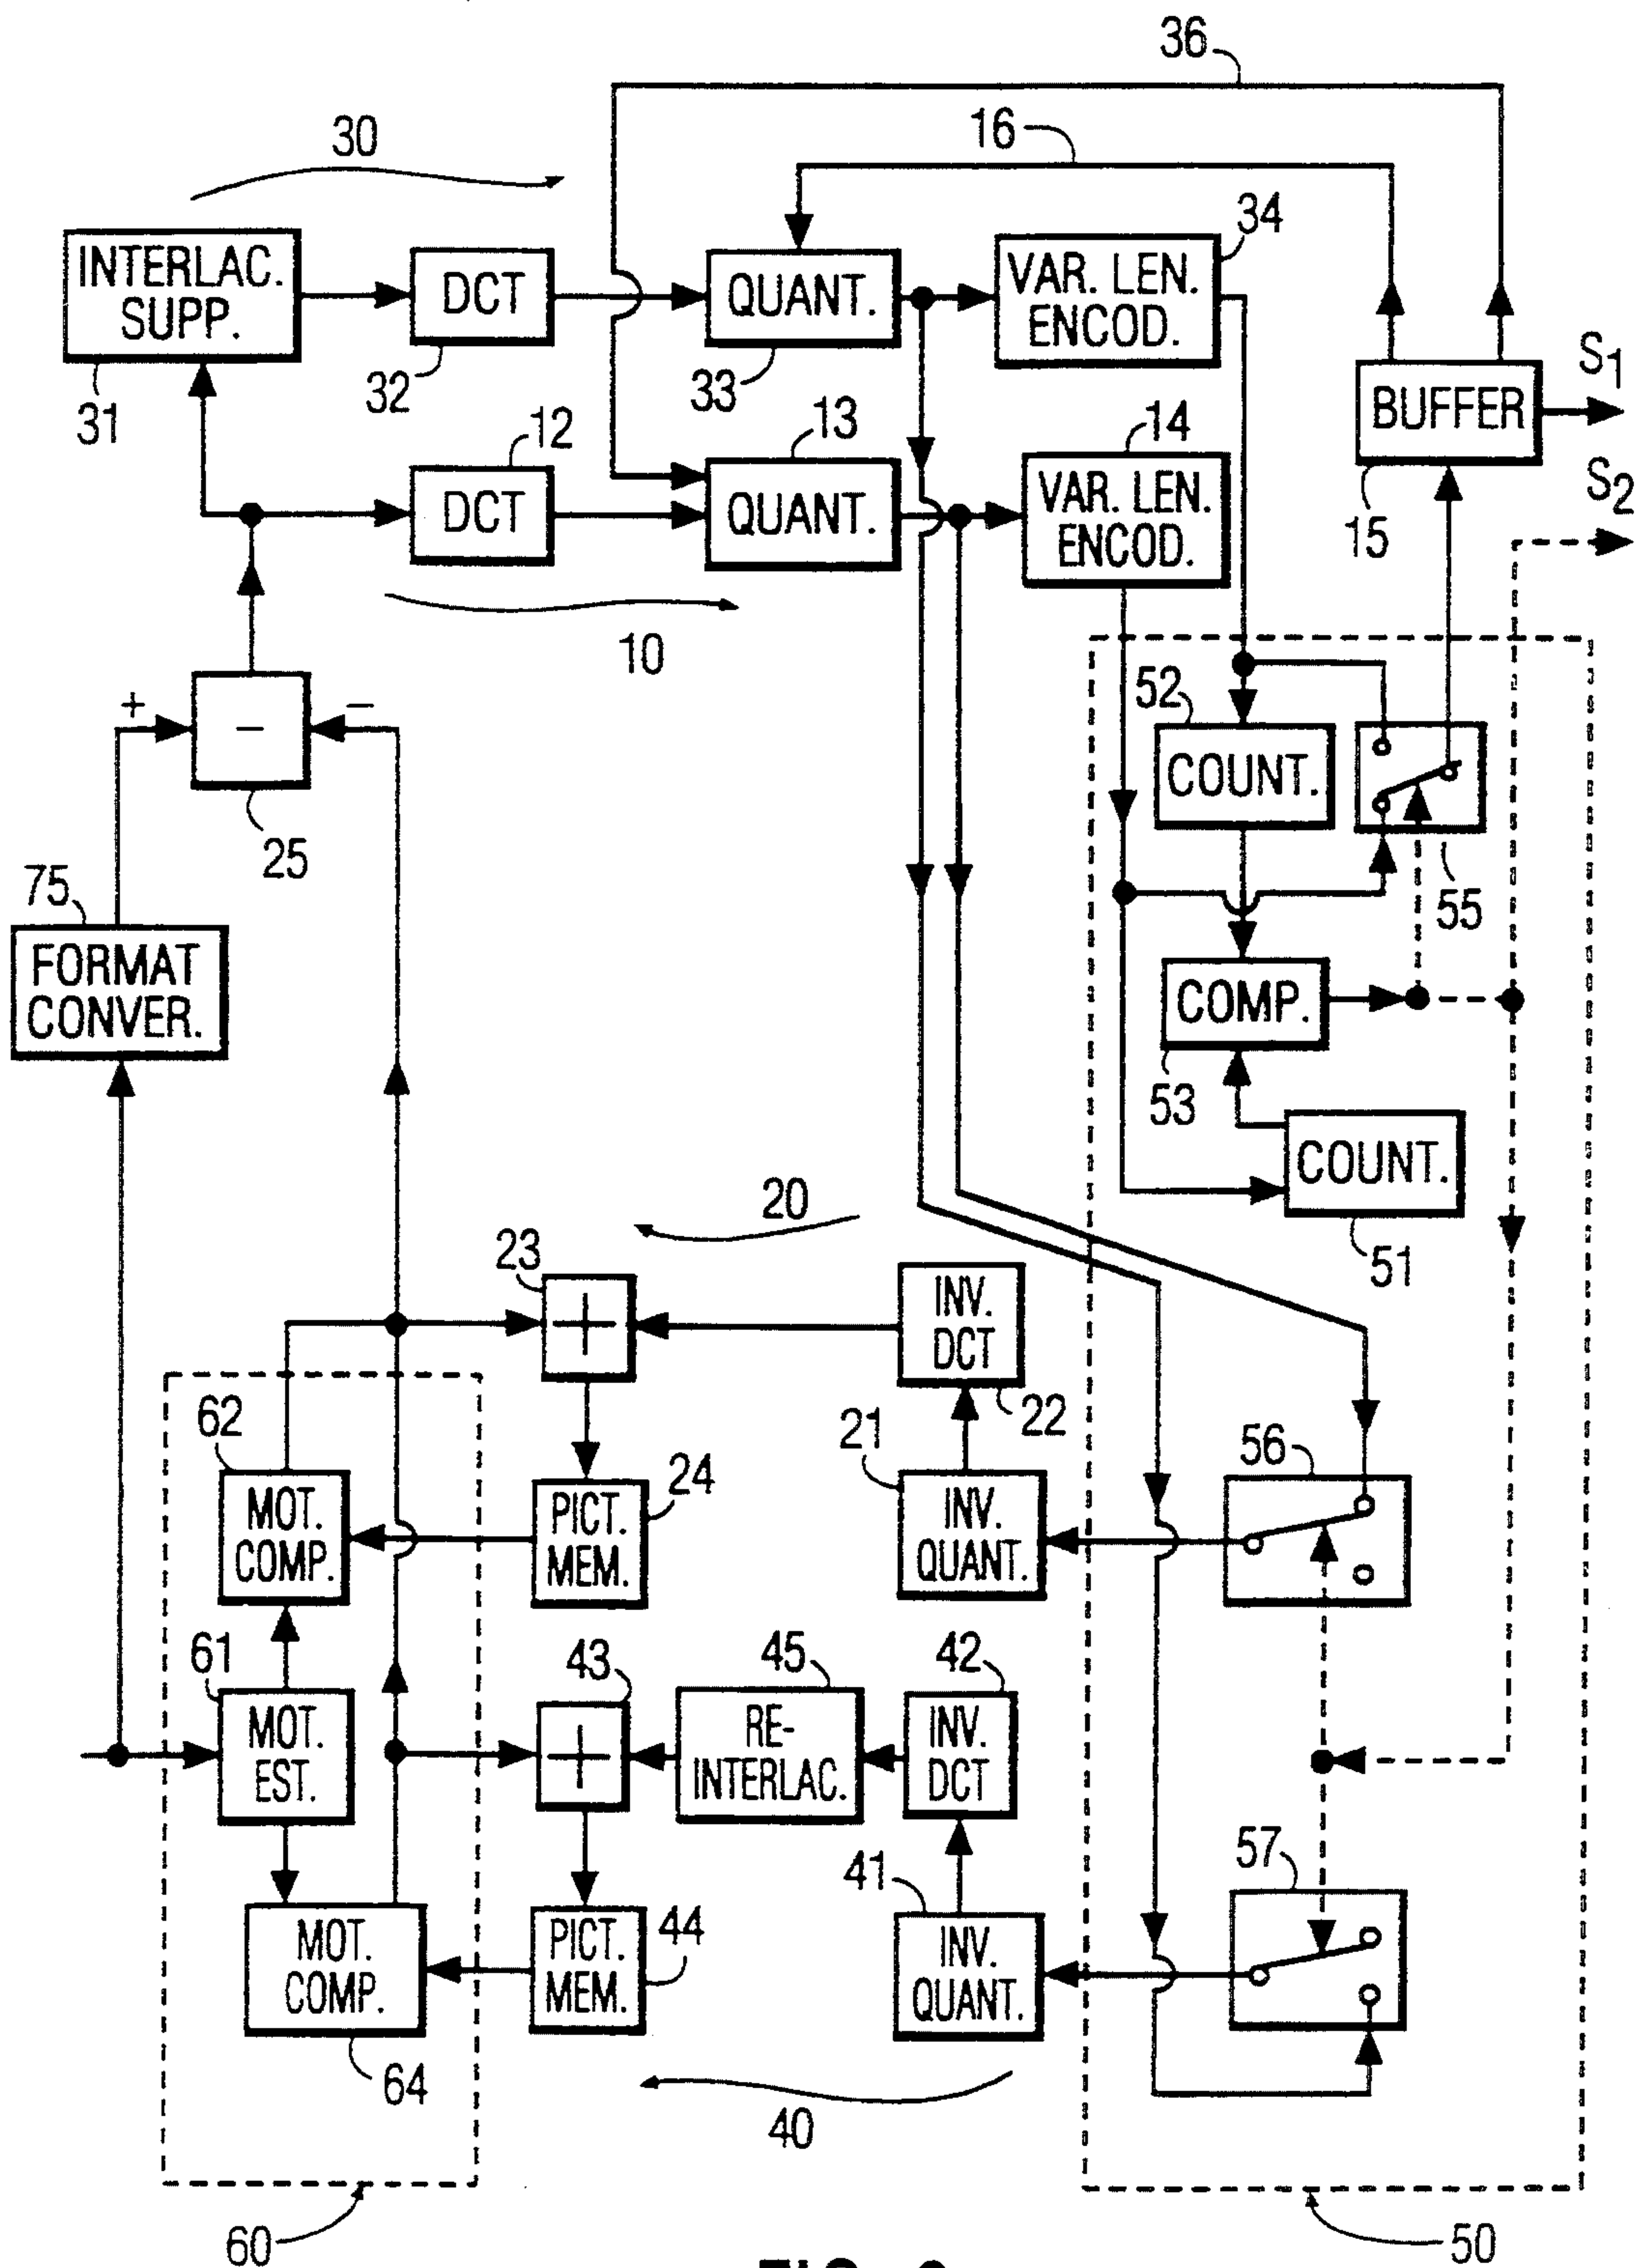 36
16
30
34
INTERLAC.
SUPP.
DCT
QUANT.
VAR. LEN.
ENCOD.
31
32
33
S1
BUFFER
12
13
14
S2
DCT
QUANT.
VAR. LEN.
ENCOD.
15
10
+
−
−
25
52
COUNT.
55
75
FORMAT
CONVER.
COMP.
53
COUNT.
51
20
23
+
INV.
DCT
22
62
MOT.
COMP.
24
PICT.
MEM.
21
INV.
QUANT.
56
61
MOT.
EST.
43
+
45
RE-
INTERLAC.
42
INV.
DCT
57
MOT.
COMP.
64
PICT.
MEM.
44
41
INV.
QUANT.
40
60
50